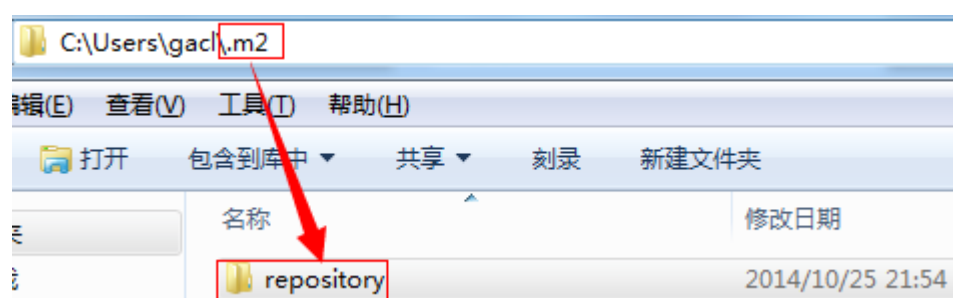 C:\Users\gacl\.m2
编辑(E) 查看(V) 工具(T) 帮助(H)
打开 包含到库中 共享 刻录 新建文件夹
名称 修改日期
repository 2014/10/25 21:54